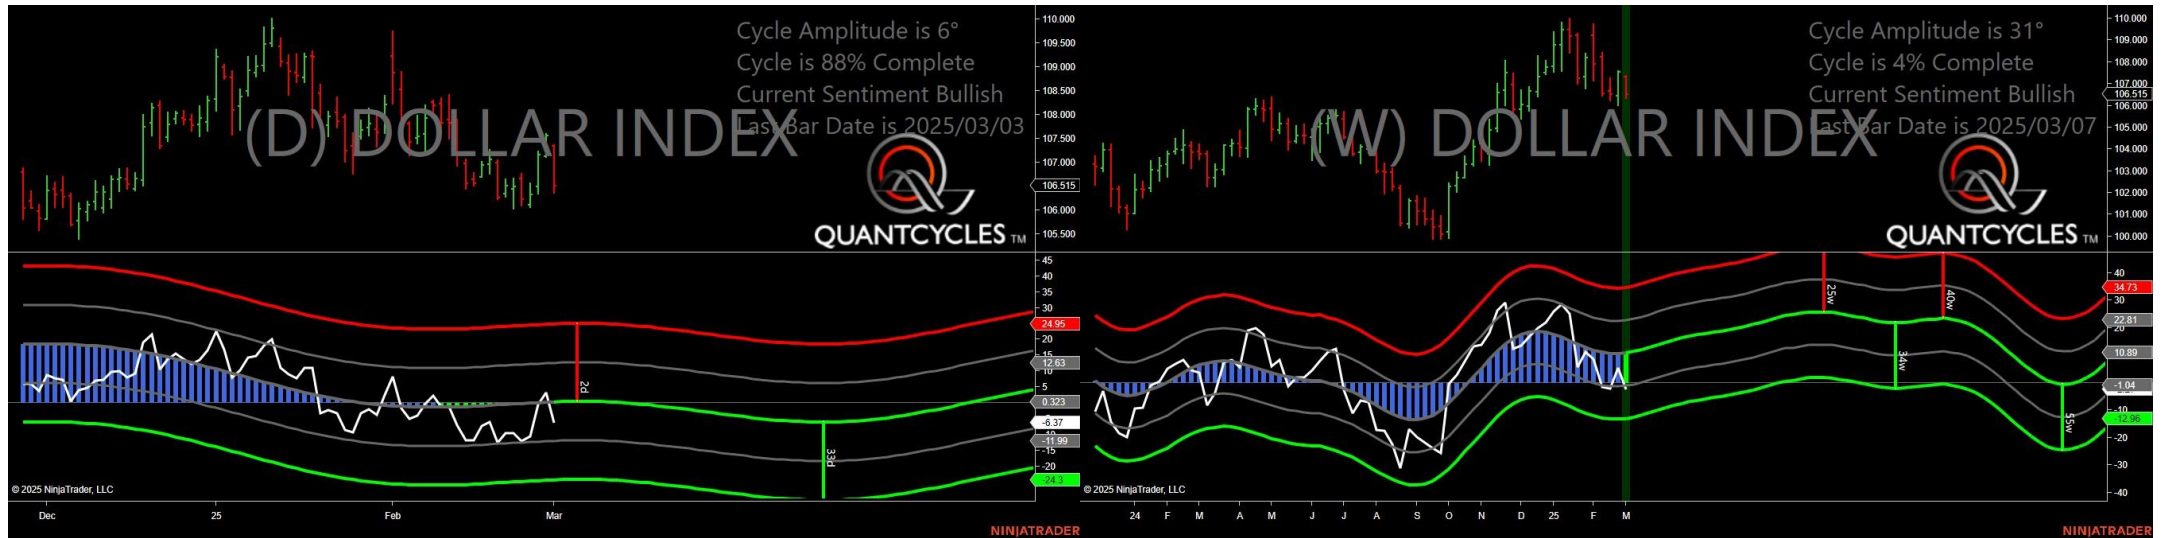 Cycle Amplitude is 6°
Cycle is 88% Complete
Current Sentiment Bullish
Last Bar Date is 2025/03/03
(D) DOLLAR INDEX
QUANTCYCLES TM
110.000
109.500
109.000
108.500
108.000
107.500
107.000
106.515
106.000
105.500
45
40
35
30
24.95
20
15
12.63
10
5
0.323
-6.37
-11.99
-15
-20
-24.3
2d
33d
© 2025 NinjaTrader, LLC
Dec 25 Feb Mar
NINJATRADER
Cycle Amplitude is 31°
Cycle is 4% Complete
Current Sentiment Bullish
Last Bar Date is 2025/03/07
(W) DOLLAR INDEX
QUANTCYCLES TM
110.000
109.000
108.000
107.000
106.515
106.000
105.000
104.000
103.000
102.000
101.000
100.000
40
34.73
30
22.81
20
10.89
-1.04
-10
-12.96
-20
-30
-40
25w
40w
34w
55w
© 2025 NinjaTrader, LLC
24 F M A M J J A S O N D 25 F M
NINJATRADER